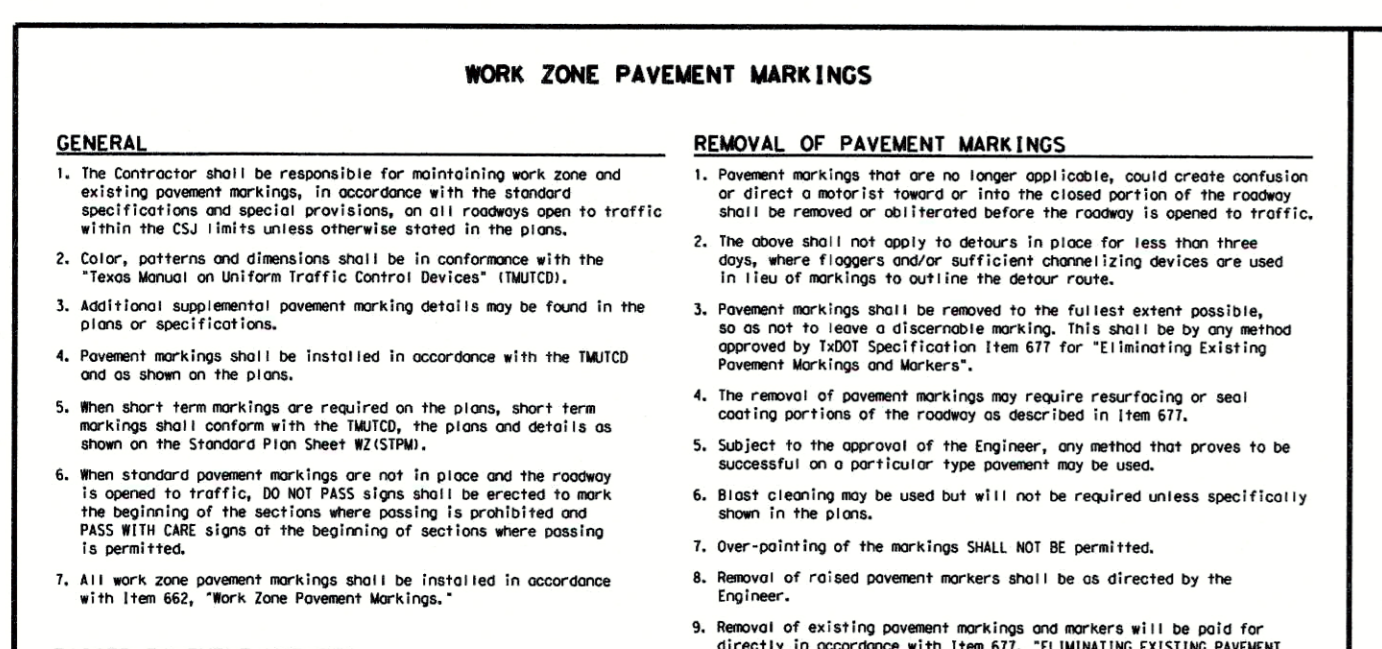 WORK ZONE PAVEMENT MARKINGS
GENERAL
1. The Contractor shall be responsible for maintaining work zone and
existing pavement markings, in accordance with the standard
specifications and special provisions, on all roadways open to traffic
within the CSJ limits unless otherwise stated in the plans.
2. Color, patterns and dimensions shall be in conformance with the
"Texas Manual on Uniform Traffic Control Devices" (TMUTCD).
3. Additional supplemental pavement marking details may be found in the
plans or specifications.
4. Pavement markings shall be installed in accordance with the TMUTCD
and as shown on the plans.
5. When short term markings are required on the plans, short term
markings shall conform with the TMUTCD, the plans and details as
shown on the Standard Plan Sheet WZ(STPM).
6. When standard pavement markings are not in place and the roadway
is opened to traffic, DO NOT PASS signs shall be erected to mark
the beginning of the sections where passing is prohibited and
PASS WITH CARE signs at the beginning of sections where passing
is permitted.
7. All work zone pavement markings shall be installed in accordance
with Item 662, "Work Zone Pavement Markings."
REMOVAL OF PAVEMENT MARKINGS
1. Pavement markings that are no longer applicable, could create confusion
or direct a motorist toward or into the closed portion of the roadway
shall be removed or obliterated before the roadway is opened to traffic.
2. The above shall not apply to detours in place for less than three
days, where flaggers and/or sufficient channelizing devices are used
in lieu of markings to outline the detour route.
3. Pavement markings shall be removed to the fullest extent possible,
so as not to leave a discernable marking. This shall be by any method
approved by TxDOT Specification Item 677 for "Eliminating Existing
Pavement Markings and Markers".
4. The removal of pavement markings may require resurfacing or seal
coating portions of the roadway as described in Item 677.
5. Subject to the approval of the Engineer, any method that proves to be
successful on a particular type pavement may be used.
6. Blast cleaning may be used but will not be required unless specifically
shown in the plans.
7. Over-painting of the markings SHALL NOT BE permitted.
8. Removal of raised pavement markers shall be as directed by the
Engineer.
9. Removal of existing pavement markings and markers will be paid for
directly in accordance with Item 677, "ELIMINATING EXISTING PAVEMENT